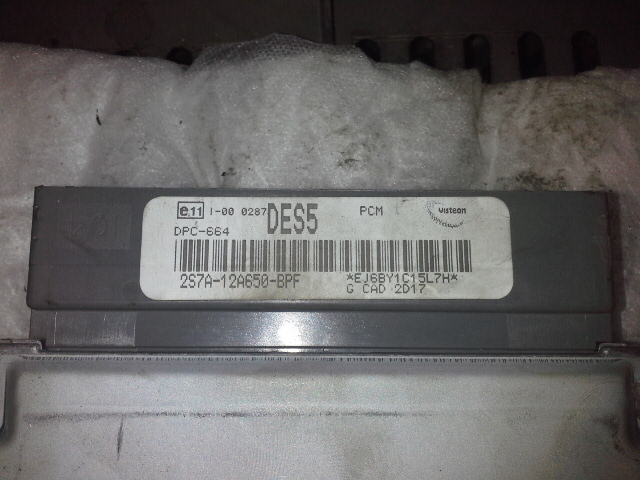 e11 I-00 0287 DES5 PCM Visteon
DPC-664
2S7A-12A650-BPF *EJ6BY1C15L7H*
G CAD 2D17